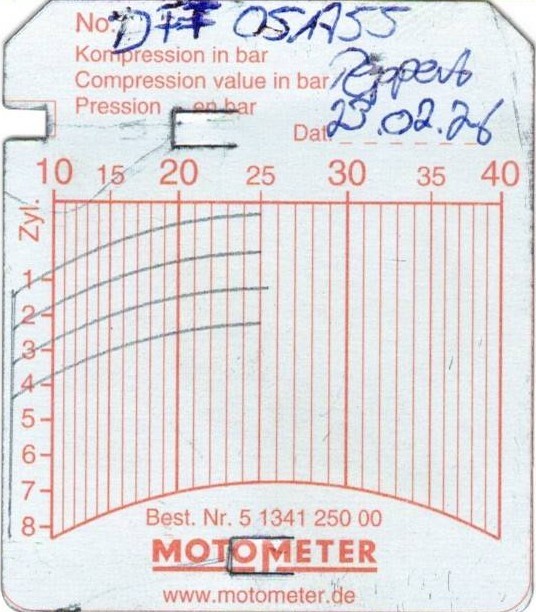 No: DFF 051A55
Kompression in bar
Compression value in bar
Pression en bar
Dat. 23.02.26
10 15 20 25 30 35 40
Zyl.
1
2
3
4
5
6
7
8
Best. Nr. 5 1341 250 00
MOTOMETER
www.motometer.de